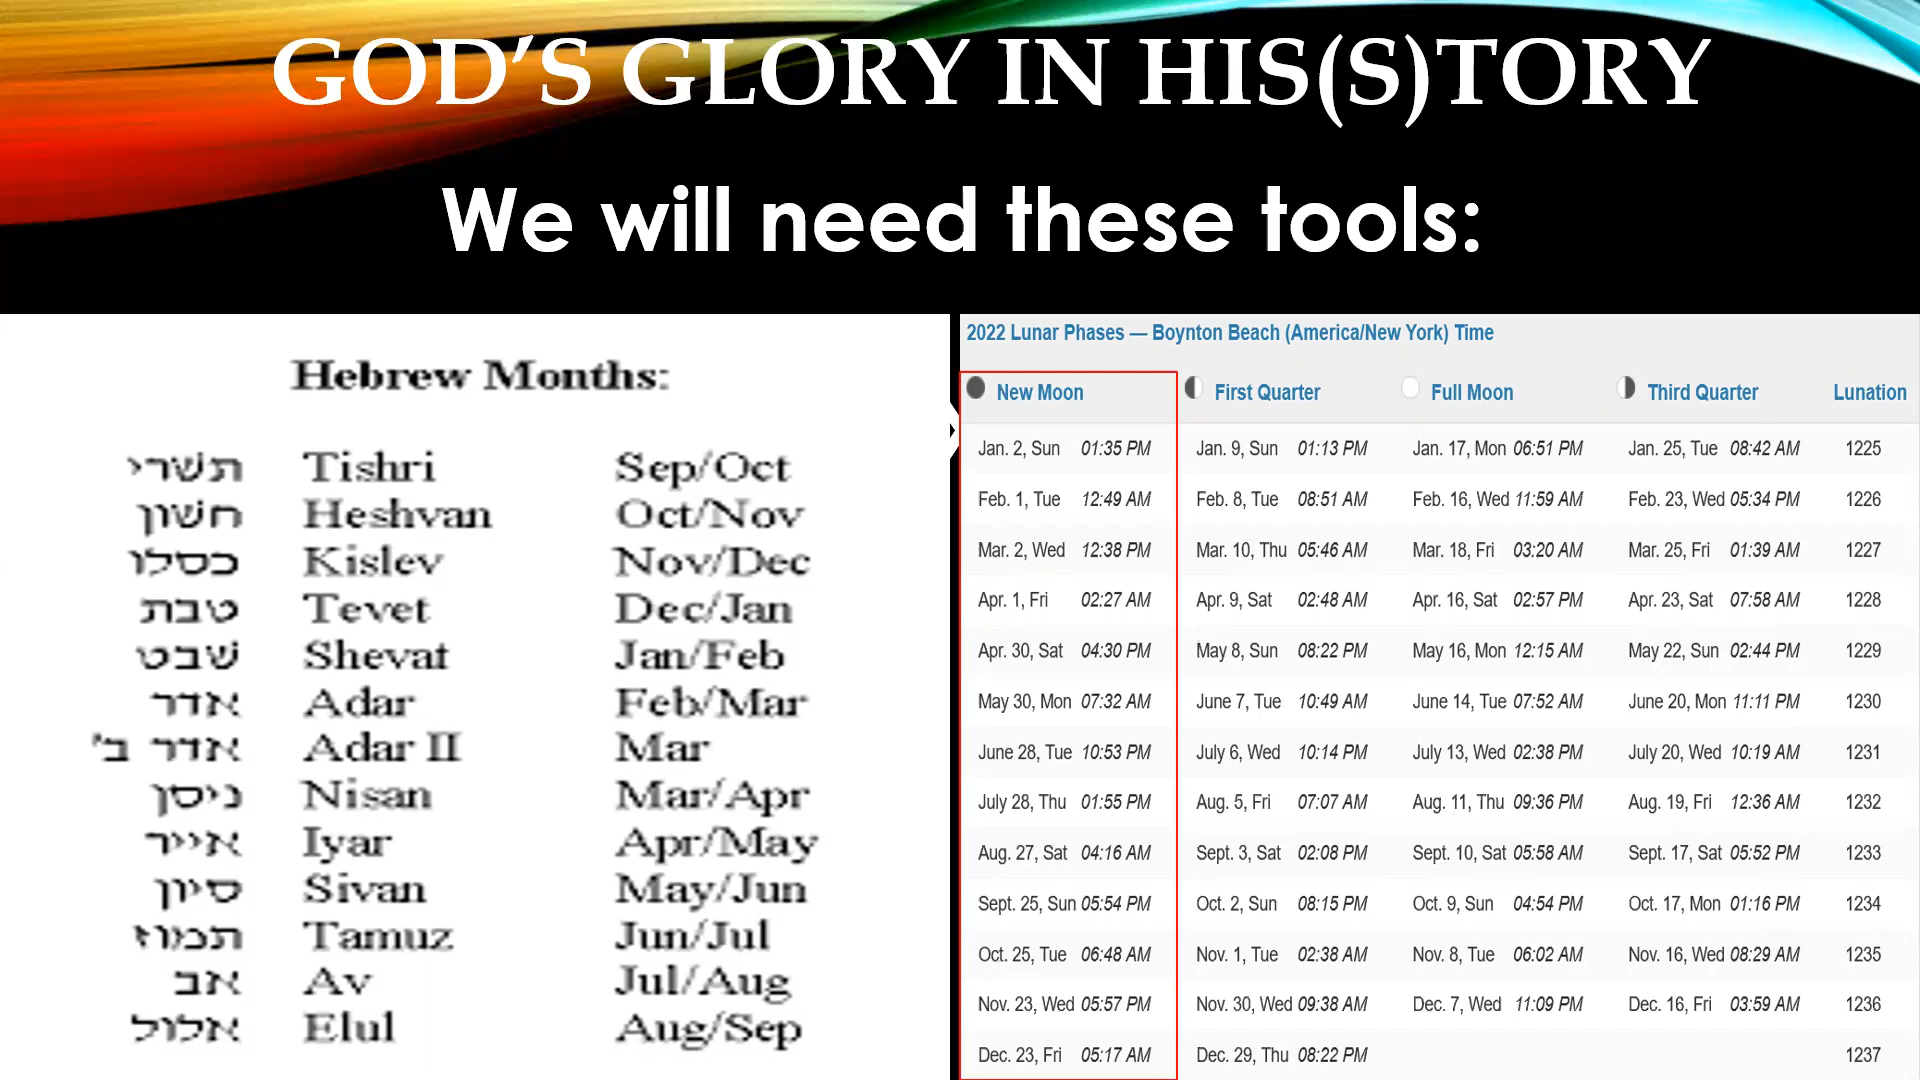 GOD'S GLORY IN HIS(S)TORY
We will need these tools:
Hebrew Months:
תשרי Tishri Sep/Oct
חשון Heshvan Oct/Nov
כסלו Kislev Nov/Dec
טבת Tevet Dec/Jan
שבט Shevat Jan/Feb
אדר Adar Feb/Mar
אדר ב' Adar II Mar
ניסן Nisan Mar/Apr
אייר Iyar Apr/May
סיון Sivan May/Jun
תמוז Tamuz Jun/Jul
אב Av Jul/Aug
אלול Elul Aug/Sep
2022 Lunar Phases — Boynton Beach (America/New York) Time
New Moon First Quarter Full Moon Third Quarter Lunation
Jan. 2, Sun 01:35 PM Jan. 9, Sun 01:13 PM Jan. 17, Mon 06:51 PM Jan. 25, Tue 08:42 AM 1225
Feb. 1, Tue 12:49 AM Feb. 8, Tue 08:51 AM Feb. 16, Wed 11:59 AM Feb. 23, Wed 05:34 PM 1226
Mar. 2, Wed 12:38 PM Mar. 10, Thu 05:46 AM Mar. 18, Fri 03:20 AM Mar. 25, Fri 01:39 AM 1227
Apr. 1, Fri 02:27 AM Apr. 9, Sat 02:48 AM Apr. 16, Sat 02:57 PM Apr. 23, Sat 07:58 AM 1228
Apr. 30, Sat 04:30 PM May 8, Sun 08:22 PM May 16, Mon 12:15 AM May 22, Sun 02:44 PM 1229
May 30, Mon 07:32 AM June 7, Tue 10:49 AM June 14, Tue 07:52 AM June 20, Mon 11:11 PM 1230
June 28, Tue 10:53 PM July 6, Wed 10:14 PM July 13, Wed 02:38 PM July 20, Wed 10:19 AM 1231
July 28, Thu 01:55 PM Aug. 5, Fri 07:07 AM Aug. 11, Thu 09:36 PM Aug. 19, Fri 12:36 AM 1232
Aug. 27, Sat 04:16 AM Sept. 3, Sat 02:08 PM Sept. 10, Sat 05:58 AM Sept. 17, Sat 05:52 PM 1233
Sept. 25, Sun 05:54 PM Oct. 2, Sun 08:15 PM Oct. 9, Sun 04:54 PM Oct. 17, Mon 01:16 PM 1234
Oct. 25, Tue 06:48 AM Nov. 1, Tue 02:38 AM Nov. 8, Tue 06:02 AM Nov. 16, Wed 08:29 AM 1235
Nov. 23, Wed 05:57 PM Nov. 30, Wed 09:38 AM Dec. 7, Wed 11:09 PM Dec. 16, Fri 03:59 AM 1236
Dec. 23, Fri 05:17 AM Dec. 29, Thu 08:22 PM 1237